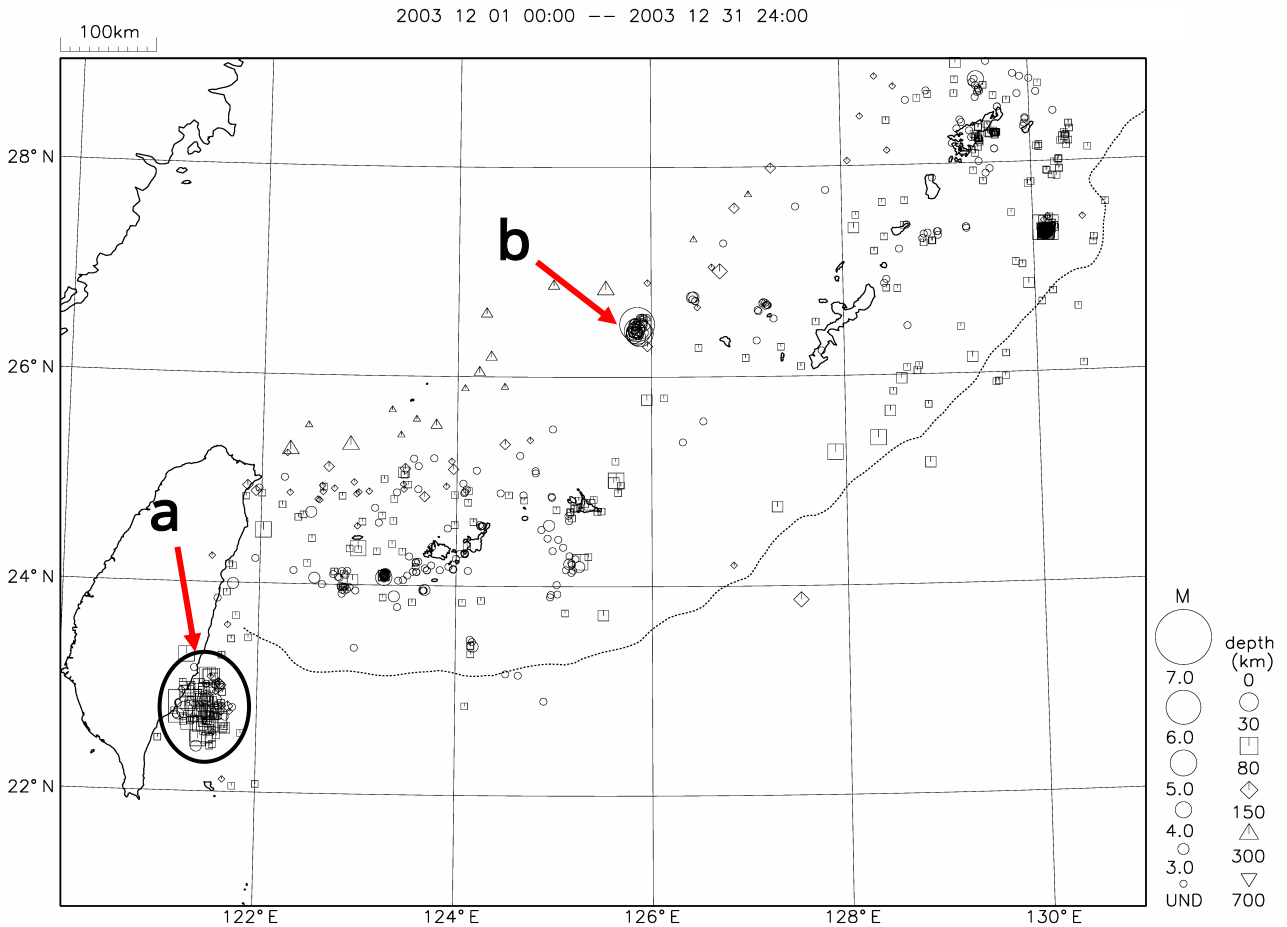 2003 12 01 00:00 -- 2003 12 31 24:00
100km
b
28° N
26° N
a
24° N
22° N
122° E
124° E
126° E
128° E
130° E
M
7.0
6.0
5.0
4.0
3.0
UND
depth
(km)
0
30
80
150
300
700